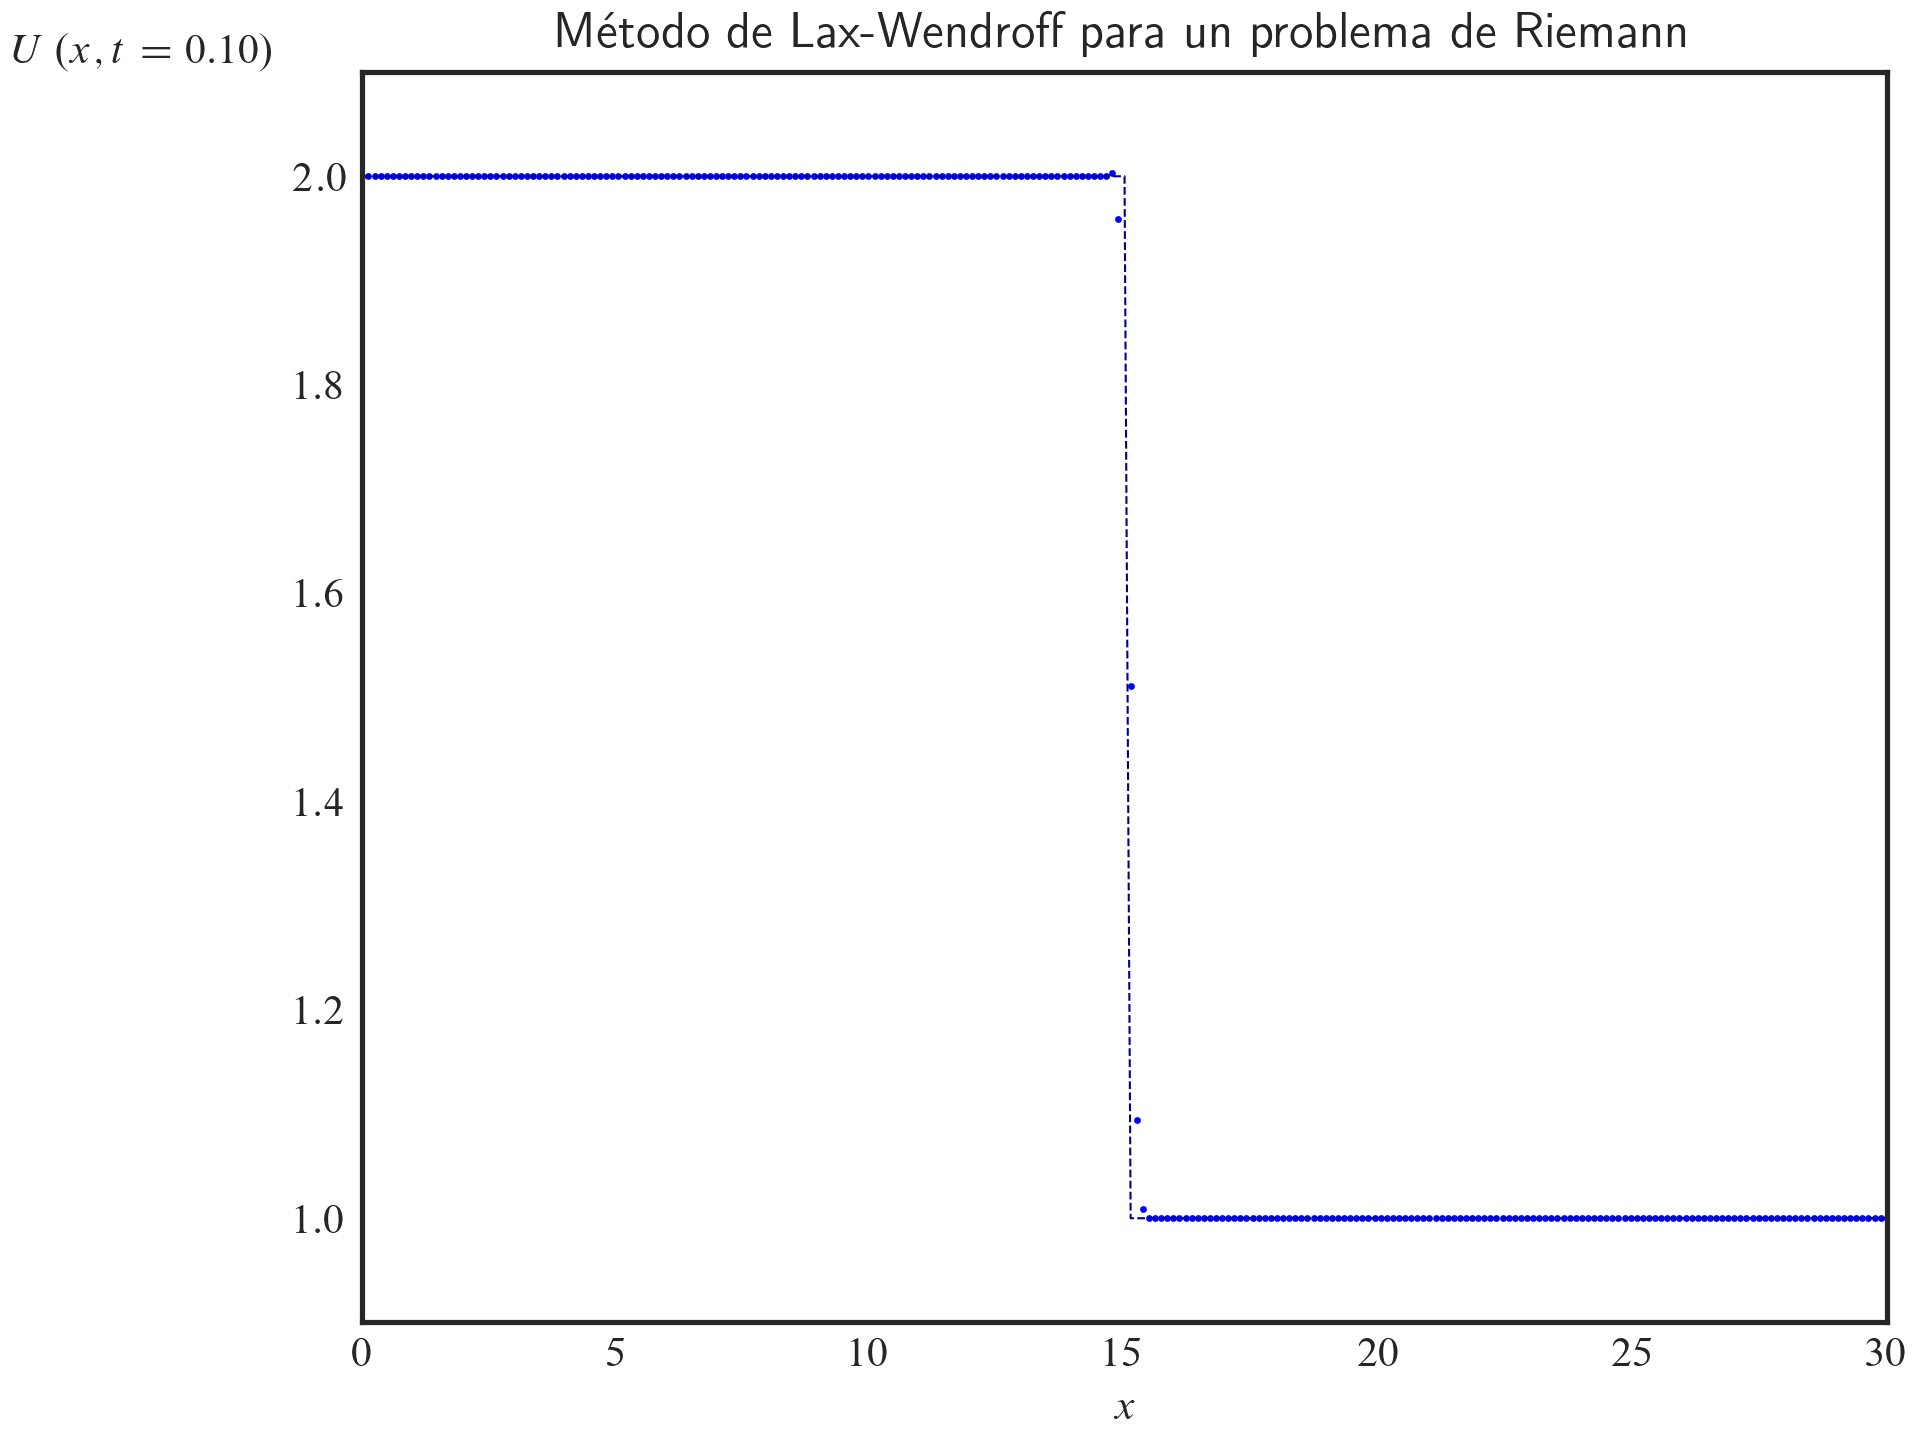 Método de Lax-Wendroff para un problema de Riemann
U (x, t = 0.10)
2.0
1.8
1.6
1.4
1.2
1.0
0 5 10 15 20 25 30
x